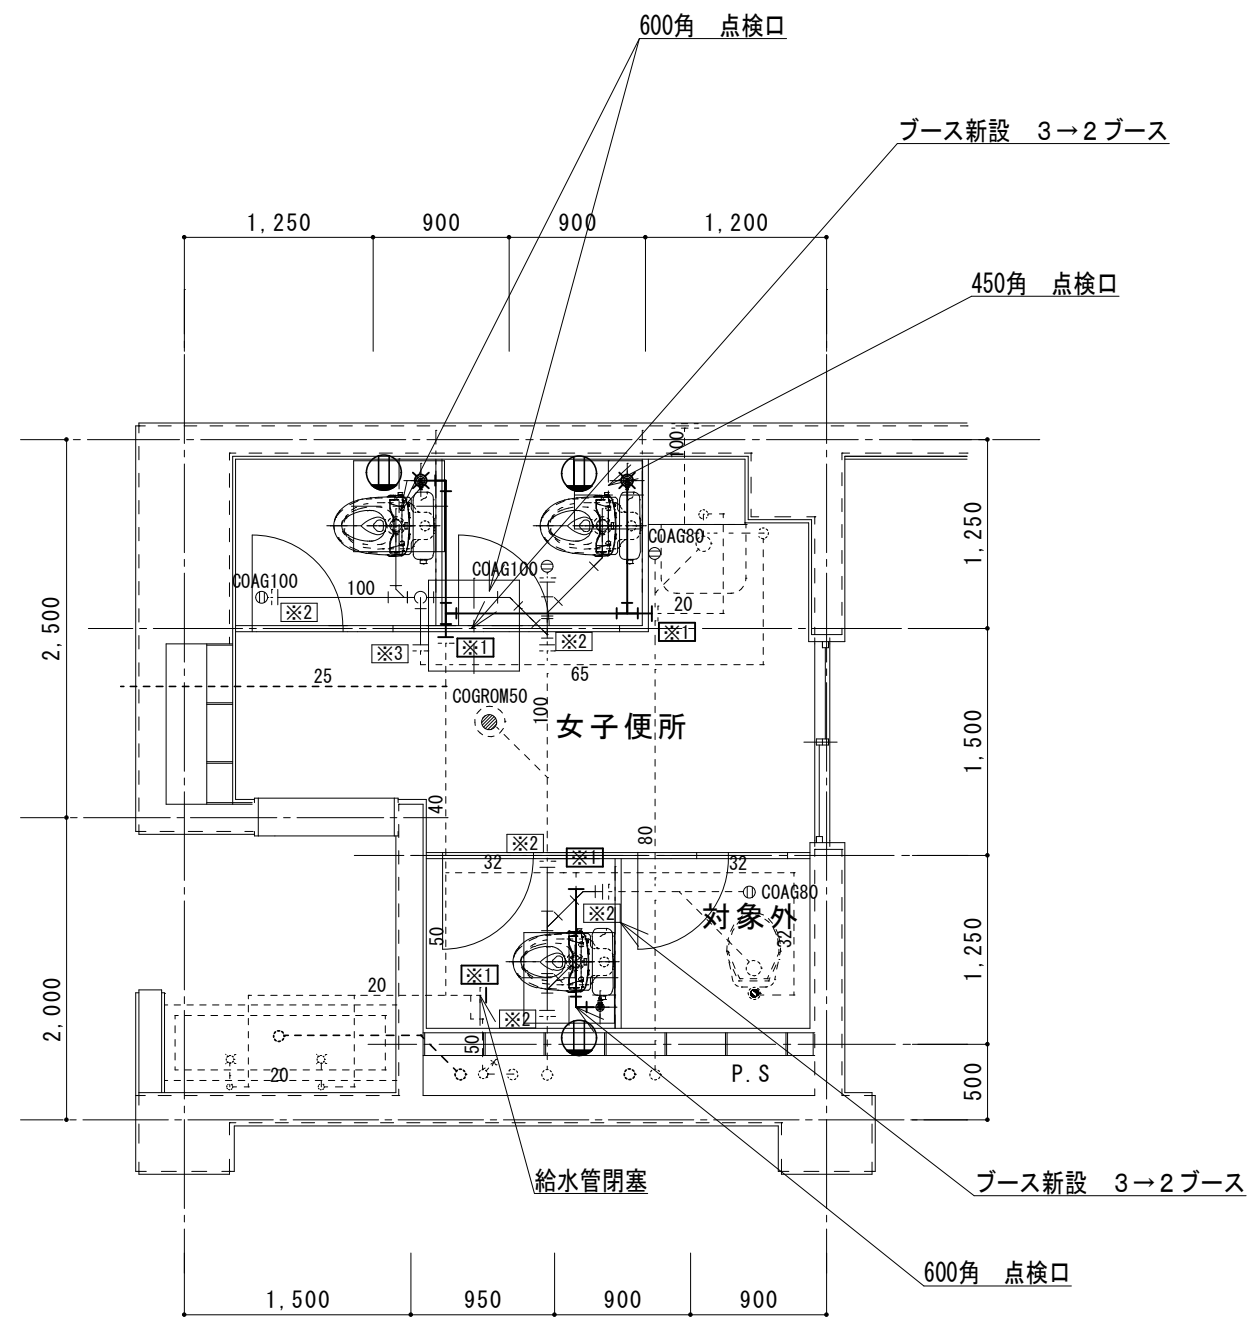 600角　点検口
ブース新設　３→２ブース
1,250
900
900
1,200
450角　点検口
100
1,250
COAG80
COAG100
COAG100
100
※2
20
※1
2,500
※3
※1
※2
65
25
COGROM50
100
女子便所
1,500
40
80
※2
※1
32
32
COAG80
※2
対象外
50
32
1,250
※1
20
※2
2,000
50
20
P.S
500
給水管閉塞
ブース新設　３→２ブース
600角　点検口
1,500
950
900
900